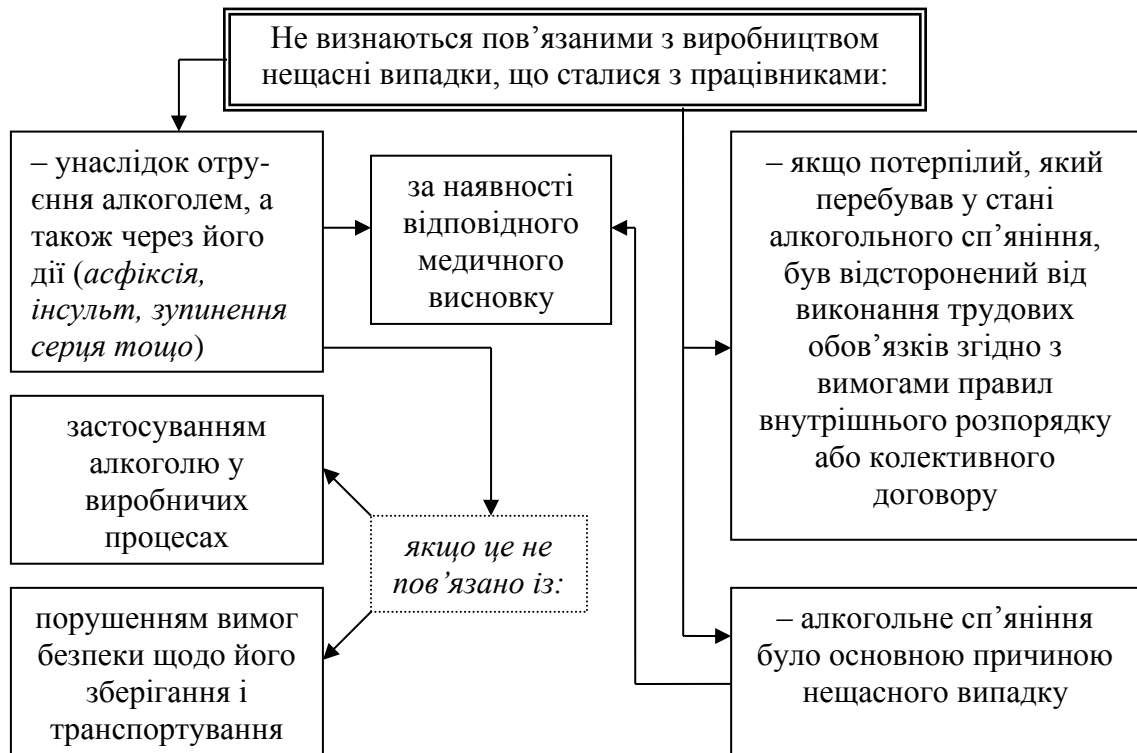 Не визнаються пов’язаними з виробництвом
нещасні випадки, що сталися з працівниками:
– унаслідок отру-
єння алкоголем, а
також через його
дії (асфіксія,
інсульт, зупинення
серця тощо)
за наявності
відповідного
медичного
висновку
– якщо потерпілий, який
перебував у стані
алкогольного сп’яніння,
був відсторонений від
виконання трудових
обов’язків згідно з
вимогами правил
внутрішнього розпорядку
або колективного
договору
застосуванням
алкоголю у
виробничих
процесах
якщо це не
пов’язано із:
порушенням вимог
безпеки щодо його
зберігання і
транспортування
– алкогольне сп’яніння
було основною причиною
нещасного випадку